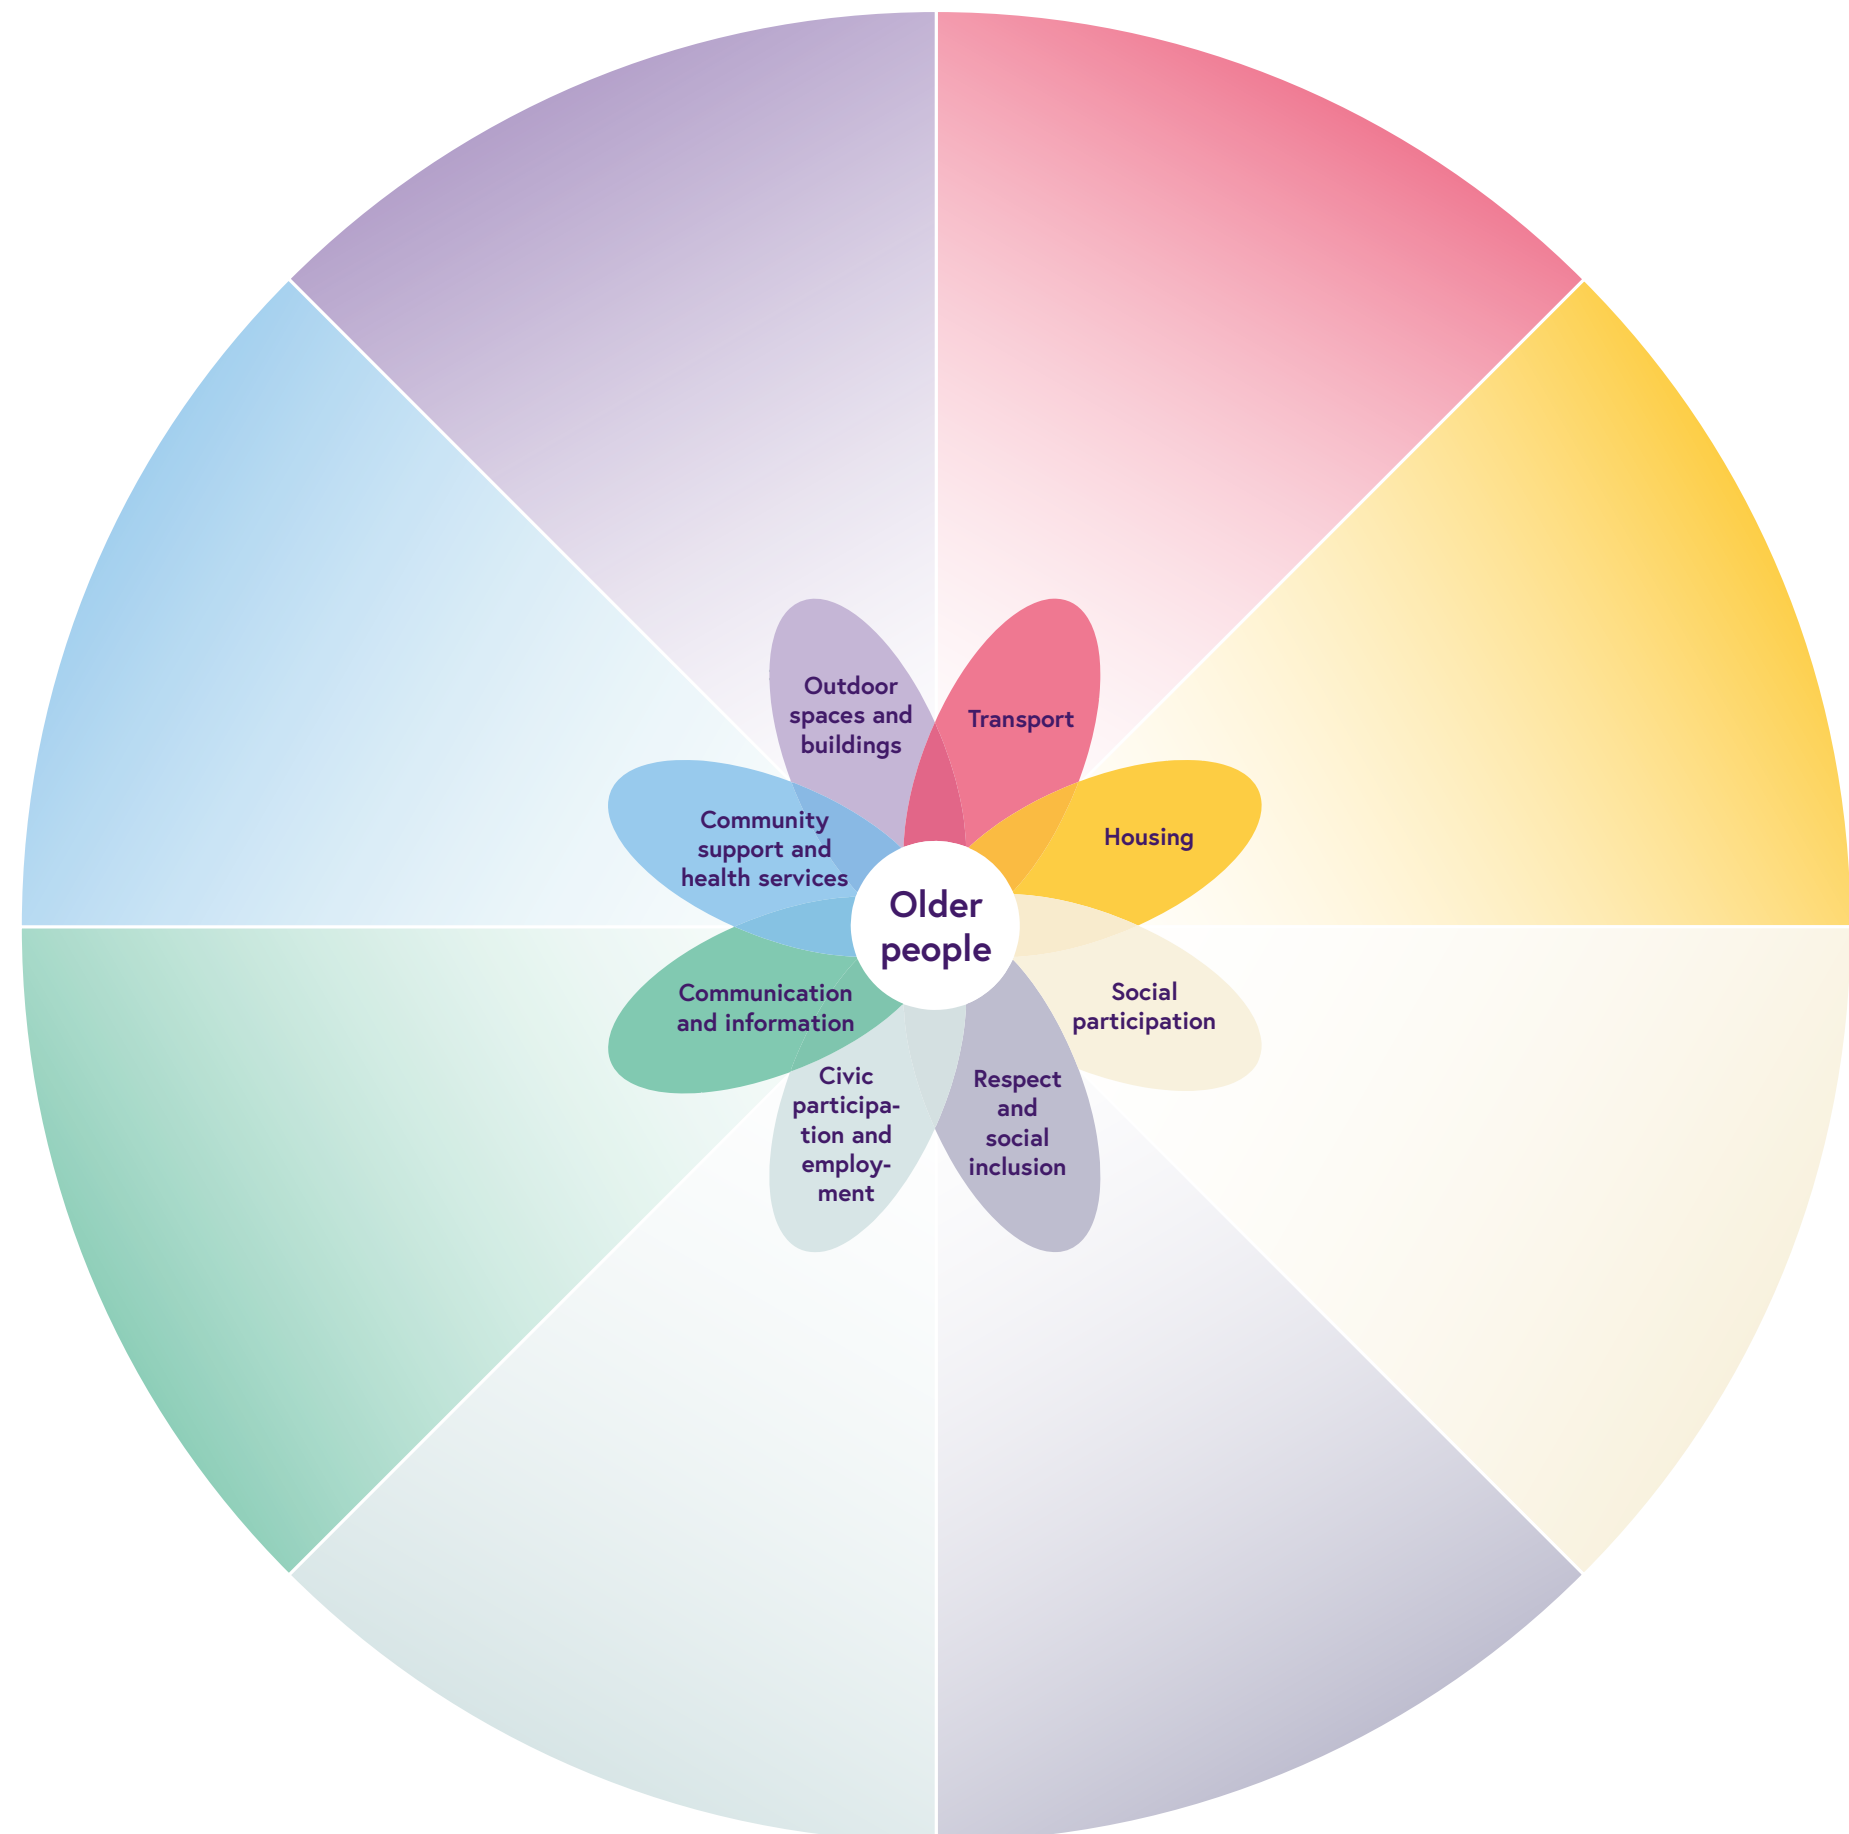 Older
people
Outdoor
spaces and
buildings
Transport
Housing
Social
participation
Respect
and
social
inclusion
Civic
participa-
tion and
employ-
ment
Communication
and information
Community
support and
health services